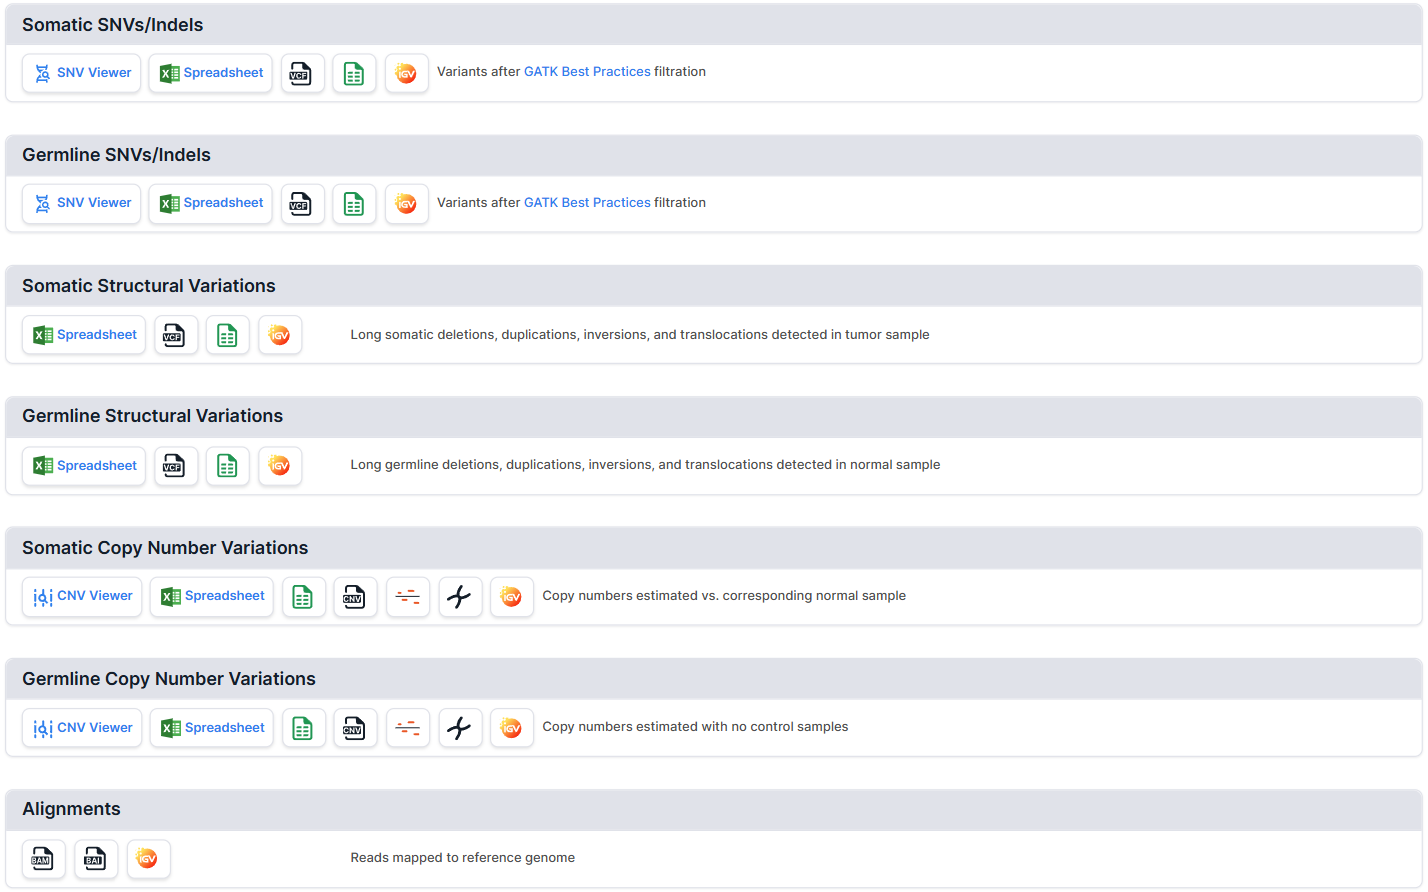 Somatic SNVs/Indels
SNV Viewer Spreadsheet VCF IGV Variants after GATK Best Practices filtration
Germline SNVs/Indels
SNV Viewer Spreadsheet VCF IGV Variants after GATK Best Practices filtration
Somatic Structural Variations
Spreadsheet VCF IGV Long somatic deletions, duplications, inversions, and translocations detected in tumor sample
Germline Structural Variations
Spreadsheet VCF IGV Long germline deletions, duplications, inversions, and translocations detected in normal sample
Somatic Copy Number Variations
CNV Viewer Spreadsheet CNV IGV Copy numbers estimated vs. corresponding normal sample
Germline Copy Number Variations
CNV Viewer Spreadsheet CNV IGV Copy numbers estimated with no control samples
Alignments
BAM BAI IGV Reads mapped to reference genome